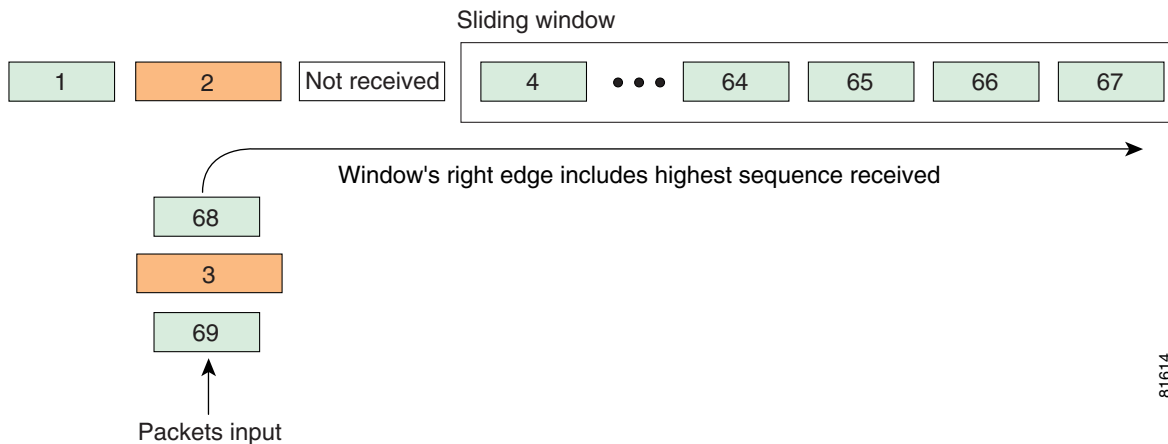 Sliding window
1 2 Not received 4 ••• 64 65 66 67
Window's right edge includes highest sequence received
68
3
69
Packets input
81614